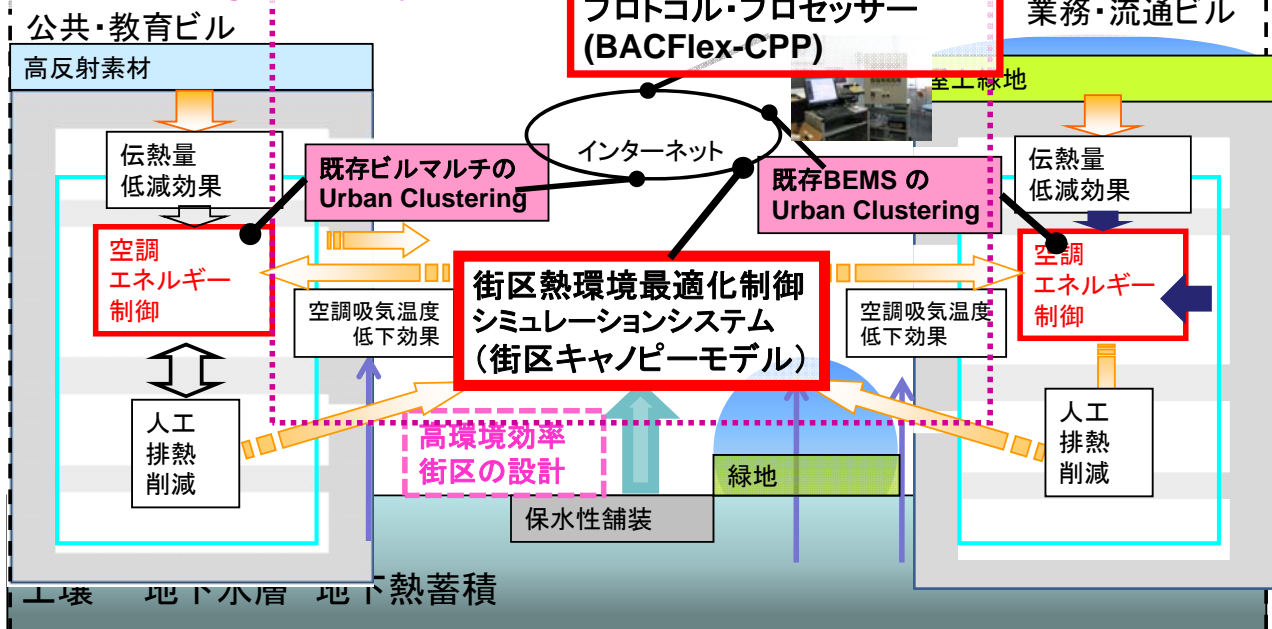 プロトコル・プロセッサー
(BACFlex-CPP)
公共・教育ビル
業務・流通ビル
高反射素材
屋上緑地
伝熱量
低減効果
既存ビルマルチの
Urban Clustering
インターネット
既存BEMS の
Urban Clustering
伝熱量
低減効果
空調
エネルギー
制御
空調吸気温度
低下効果
街区熱環境最適化制御
シミュレーションシステム
(街区キャノピーモデル)
空調吸気温度
低下効果
空調
エネルギー
制御
人工
排熱
削減
高環境効率
街区の設計
緑地
保水性舗装
人工
排熱
削減
土壌 地下水層 地下熱蓄積